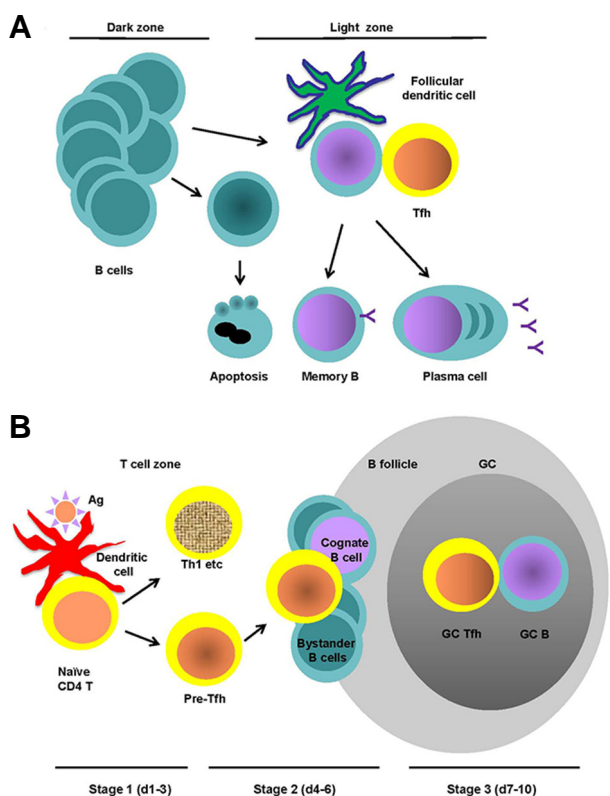 A
Dark zone
Light zone
Follicular
dendritic cell
Tfh
B cells
Apoptosis
Memory B
Plasma cell
B
T cell zone
B follicle
GC
Ag
Dendritic
cell
Th1 etc
Cognate
B cell
Naïve
CD4 T
Pre-Tfh
Bystander
B cells
GC Tfh
GC B
Stage 1 (d1-3)
Stage 2 (d4-6)
Stage 3 (d7-10)